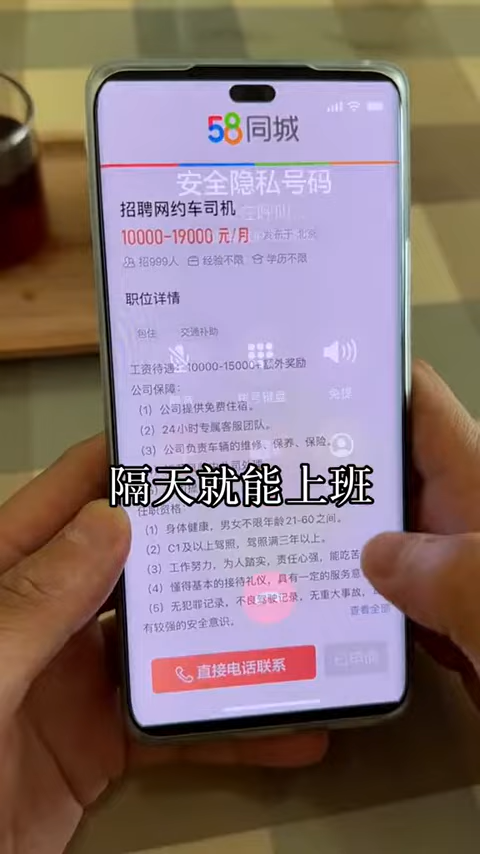 58同城
安全隐私号码
招聘网约车司机
10000-19000 元/月
招999人 经验不限 学历不限
职位详情
包住 交通补助
工资待遇：10000-15000+额外奖励
公司保障：
（1）公司提供免费住宿。
（2）24小时专属客服团队。
（3）公司负责车辆的维修、保养、保险。
隔天就能上班
任职资格：
（1）身体健康，男女不限年龄21-60之间。
（2）C1及以上驾照，驾照满三年以上。
（3）工作努力，为人踏实，责任心强，能吃苦
（4）懂得基本的接待礼仪，具有一定的服务意
（5）无犯罪记录，不良驾驶记录，无重大事故，
有较强的安全意识。
查看全部
直接电话联系
免提